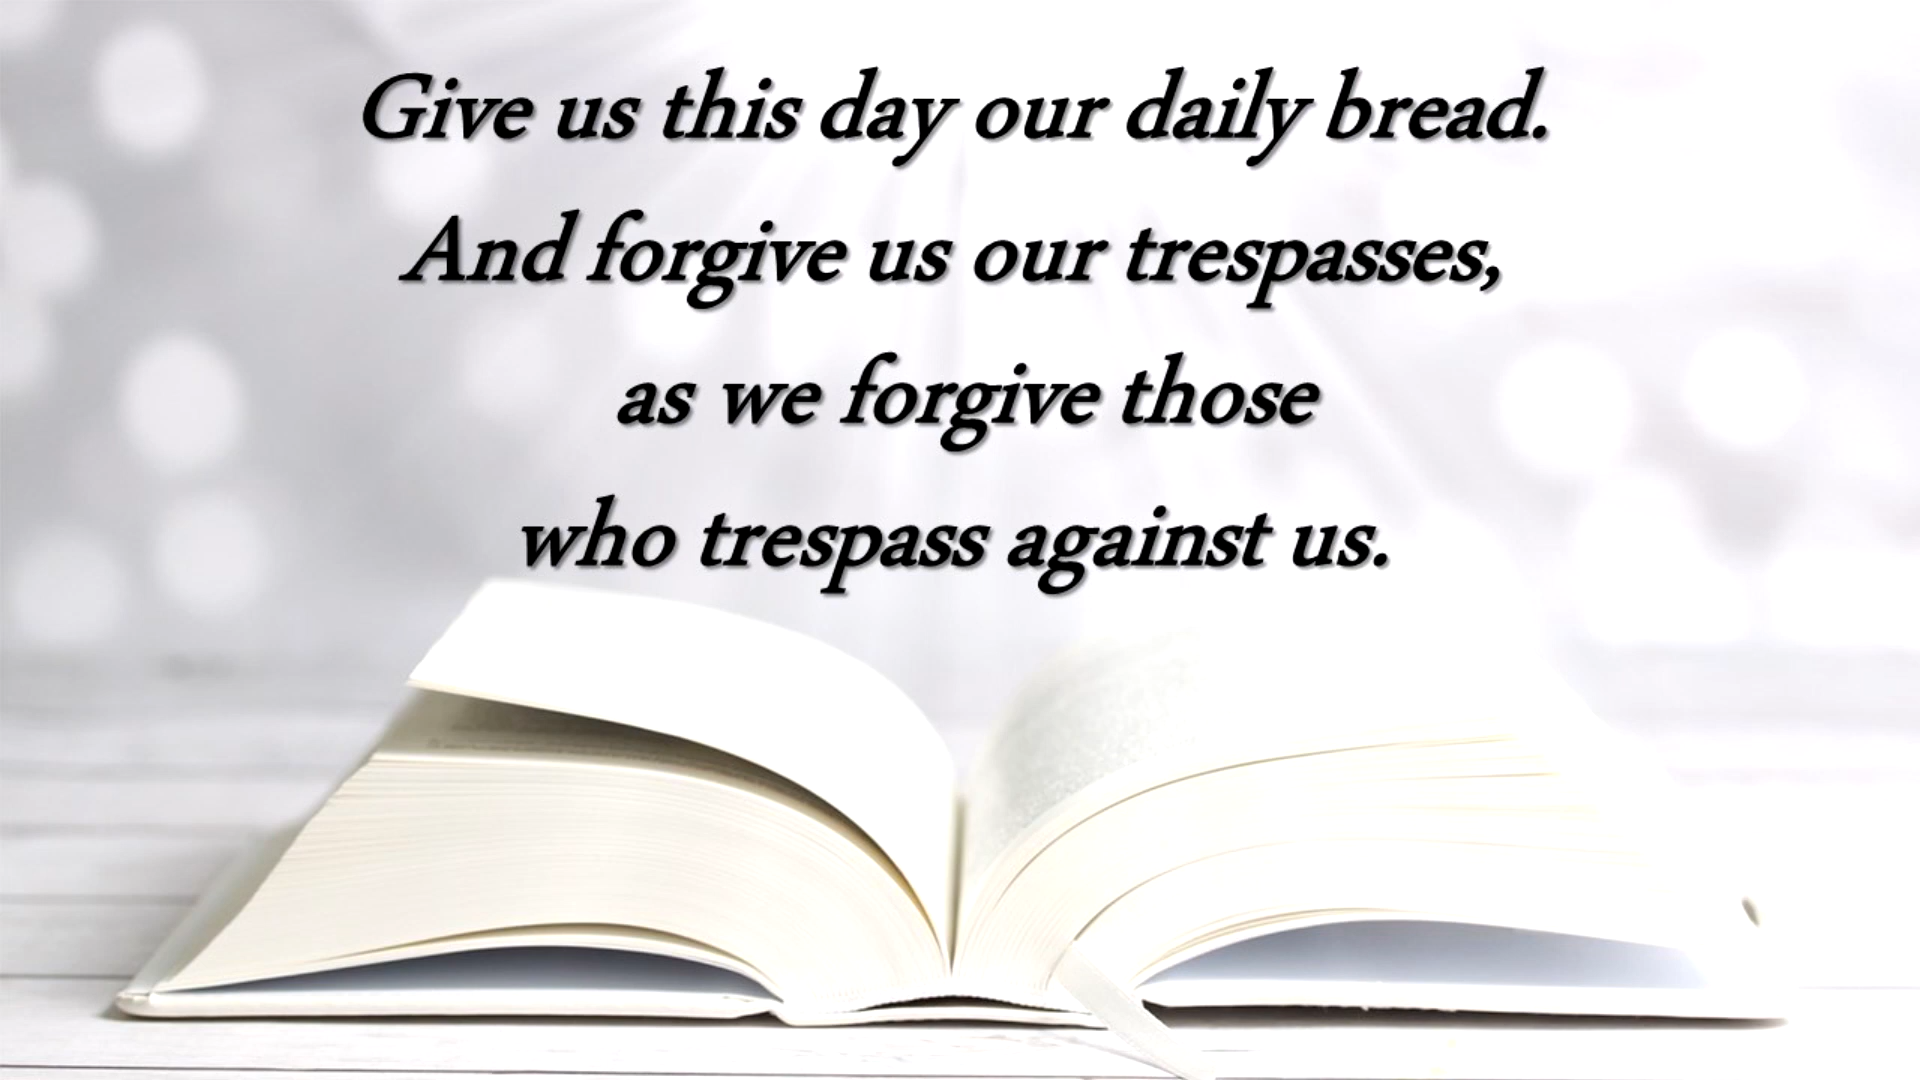 Give us this day our daily bread.
And forgive us our trespasses,
as we forgive those
who trespass against us.